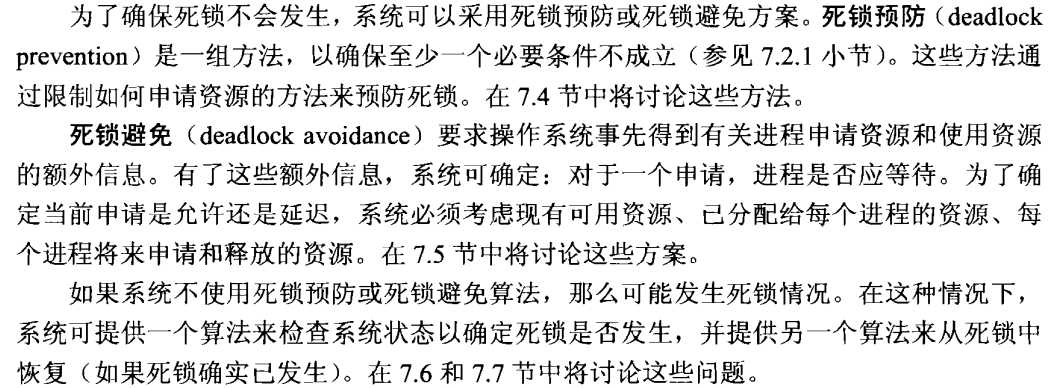 为了确保死锁不会发生，系统可以采用死锁预防或死锁避免方案。死锁预防（deadlock
prevention）是一组方法，以确保至少一个必要条件不成立（参见 7.2.1 小节）。这些方法通
过限制如何申请资源的方法来预防死锁。在 7.4 节中将讨论这些方法。
死锁避免（deadlock avoidance）要求操作系统事先得到有关进程申请资源和使用资源
的额外信息。有了这些额外信息，系统可确定：对于一个申请，进程是否应等待。为了确
定当前申请是允许还是延迟，系统必须考虑现有可用资源、已分配给每个进程的资源、每
个进程将来申请和释放的资源。在 7.5 节中将讨论这些方案。
如果系统不使用死锁预防或死锁避免算法，那么可能发生死锁情况。在这种情况下，
系统可提供一个算法来检查系统状态以确定死锁是否发生，并提供另一个算法来从死锁中
恢复（如果死锁确实已发生）。在 7.6 和 7.7 节中将讨论这些问题。